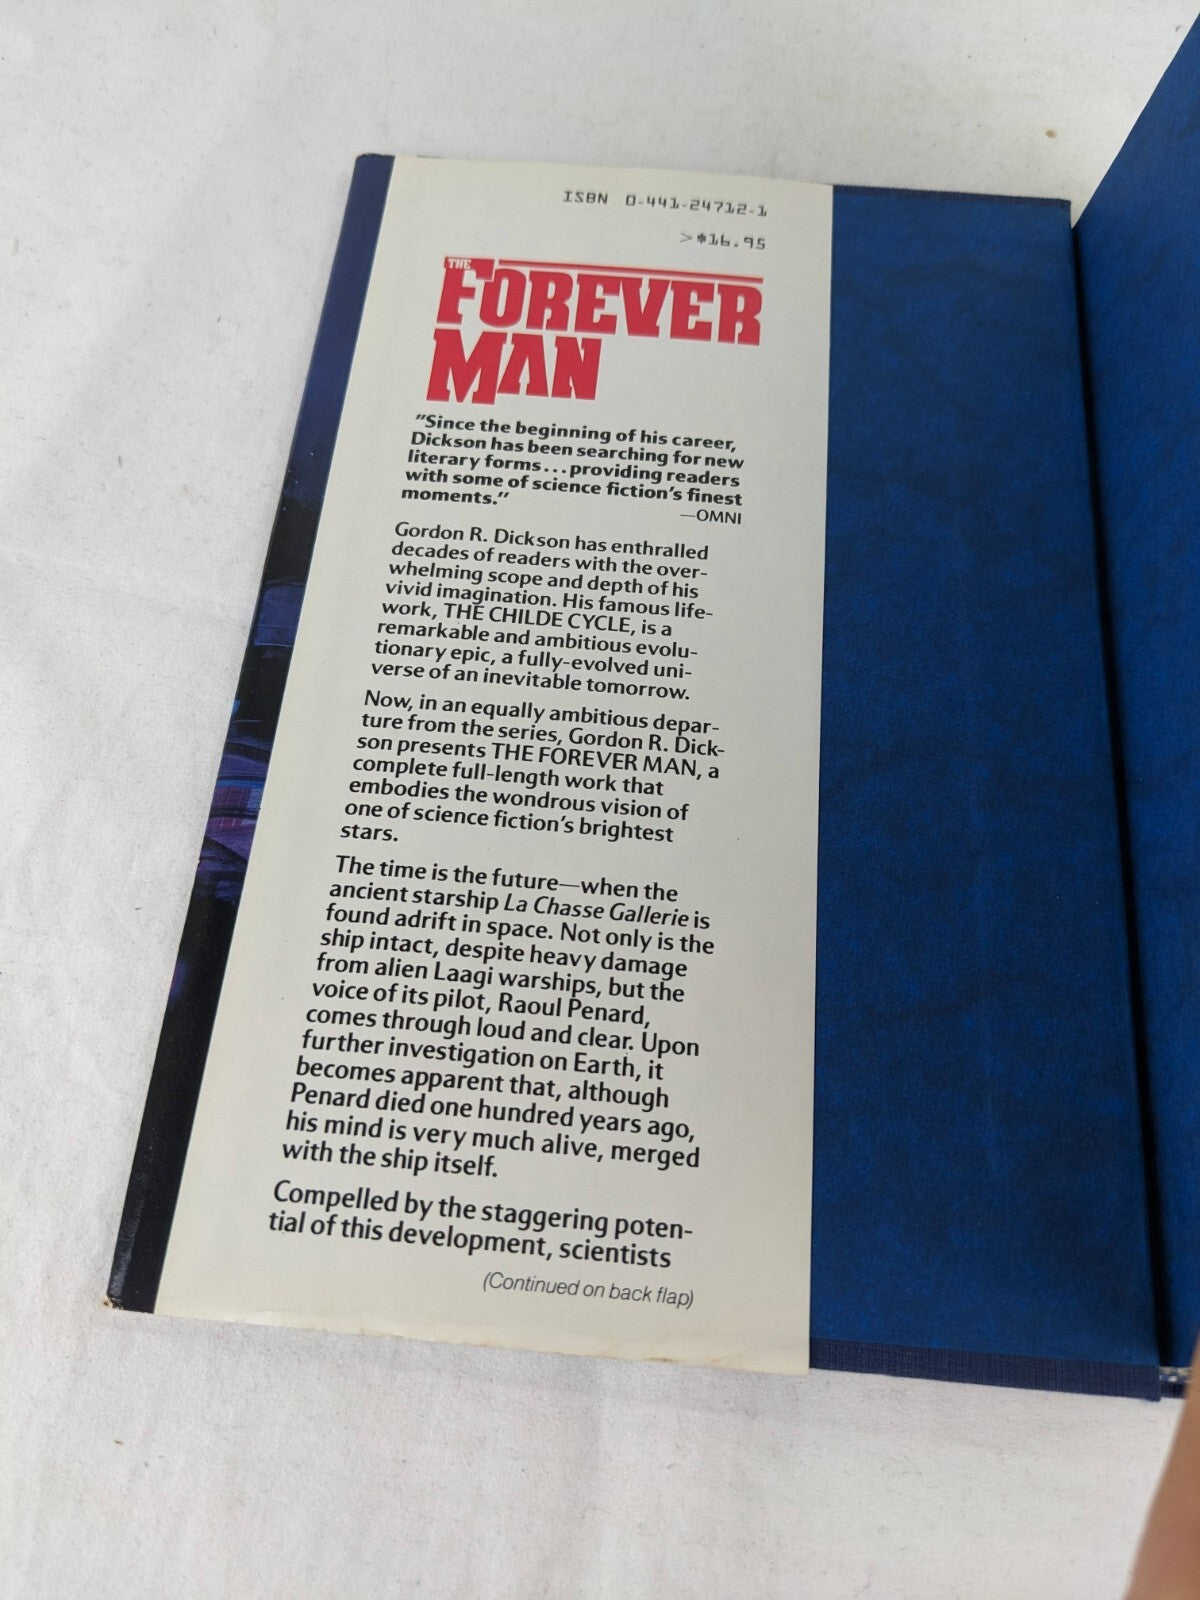 ISBN 0-441-24712-1
>$16.95
THE
FOREVER
MAN
"Since the beginning of his career,
Dickson has been searching for new
literary forms...providing readers
with some of science fiction's finest
moments."
—OMNI
Gordon R. Dickson has enthralled
decades of readers with the over-
whelming scope and depth of his
vivid imagination. His famous life-
work, THE CHILDE CYCLE, is a
remarkable and ambitious evolu-
tionary epic, a fully-evolved uni-
verse of an inevitable tomorrow.
Now, in an equally ambitious depar-
ture from the series, Gordon R. Dick-
son presents THE FOREVER MAN, a
complete full-length work that
embodies the wondrous vision of
one of science fiction's brightest
stars.
The time is the future—when the
ancient starship La Chasse Gallerie is
found adrift in space. Not only is the
ship intact, despite heavy damage
from alien Laagi warships, but the
voice of its pilot, Raoul Penard,
comes through loud and clear. Upon
further investigation on Earth, it
becomes apparent that, although
Penard died one hundred years ago,
his mind is very much alive, merged
with the ship itself.
Compelled by the staggering poten-
tial of this development, scientists
(Continued on back flap)